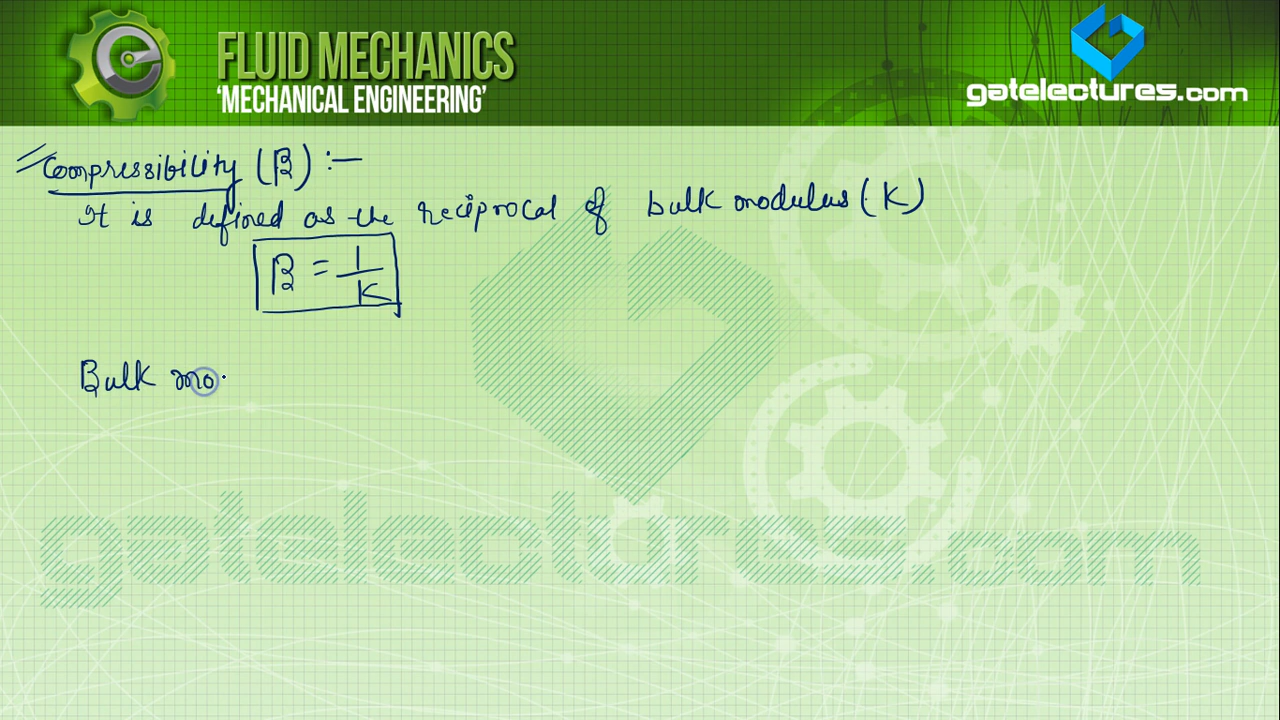 FLUID MECHANICS
'MECHANICAL ENGINEERING'
gatelectures.com
Compressibility (β) :-
It is defined as the reciprocal of bulk modulus (K)
β = 1/K
Bulk mo
gatelectures.com